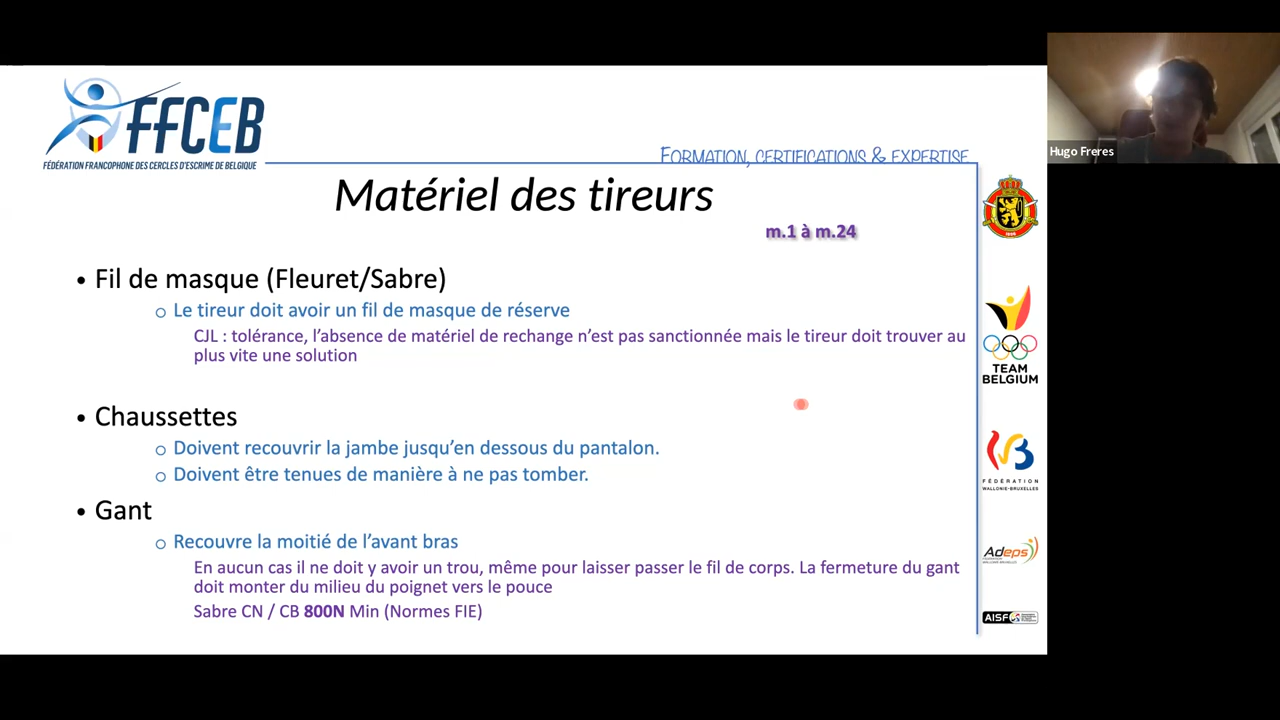 FFCEB
FÉDÉRATION FRANCOPHONE DES CERCLES D'ESCRIME DE BELGIQUE
FORMATION, CERTIFICATIONS & EXPERTISE
Matériel des tireurs
m.1 à m.24
• Fil de masque (Fleuret/Sabre)
o Le tireur doit avoir un fil de masque de réserve
CJL : tolérance, l'absence de matériel de rechange n'est pas sanctionnée mais le tireur doit trouver au
plus vite une solution
• Chaussettes
o Doivent recouvrir la jambe jusqu'en dessous du pantalon.
o Doivent être tenues de manière à ne pas tomber.
• Gant
o Recouvre la moitié de l'avant bras
En aucun cas il ne doit y avoir un trou, même pour laisser passer le fil de corps. La fermeture du gant
doit monter du milieu du poignet vers le pouce
Sabre CN / CB 800N Min (Normes FIE)
TEAM
BELGIUM
FÉDÉRATION
WALLONIE-BRUXELLES
Adeps
AISF
Hugo Freres